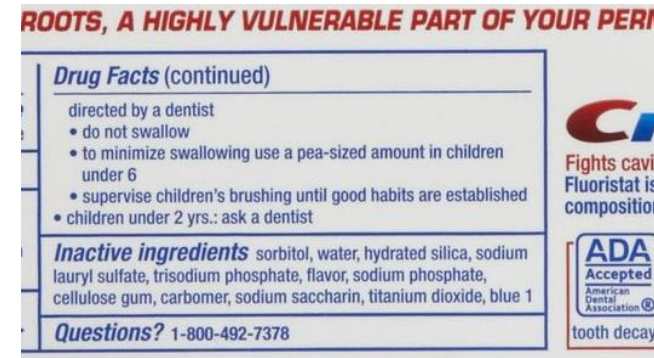 ROOTS, A HIGHLY VULNERABLE PART OF YOUR
Drug Facts (continued)
directed by a dentist
• do not swallow
• to minimize swallowing use a pea-sized amount in children
under 6
• supervise children's brushing until good habits are established
• children under 2 yrs.: ask a dentist
Inactive ingredients sorbitol, water, hydrated silica, sodium
lauryl sulfate, trisodium phosphate, flavor, sodium phosphate,
cellulose gum, carbomer, sodium saccharin, titanium dioxide, blue 1
Questions? 1-800-492-7378
Fights
Fluoristat
ADA
Accepted
American
Dental
Association ®
tooth decay